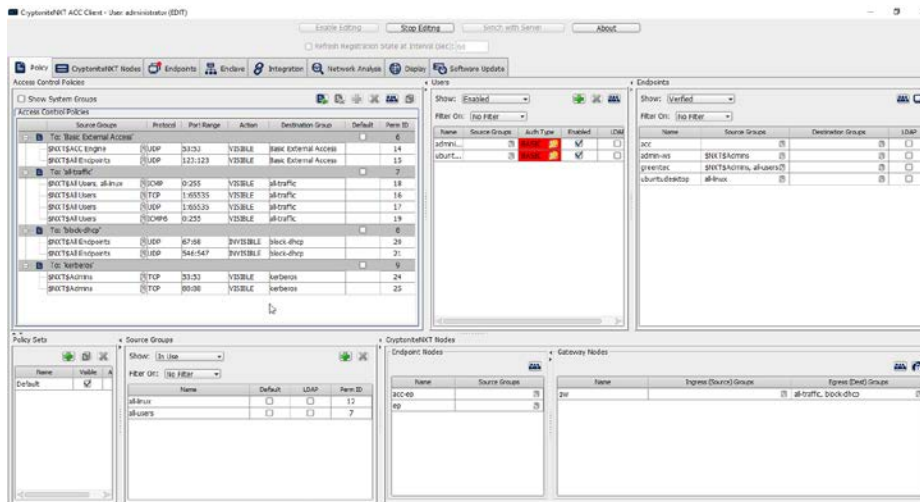 CryptoniteNXT ACC Client - User: administrator (EDIT)
Enable Editing Stop Editing Synch with Server About
Refresh Registration State at Interval (Sec): 60
Policy CryptoniteNXT Nodes Endpoints Enclave Integration Network Analysis Display Software Update
Access Control Policies
Show System Groups
Access Control Policies
Source Groups Protocol Port Range Action Destination Group Default Perm ID
To: 'Basic External Access' 6
$NXT$ACC Engine UDP 53:53 VISIBLE Basic External Access 14
$NXT$All Endpoints UDP 123:123 VISIBLE Basic External Access 15
To: 'all-traffic' 7
$NXT$All Users, all-linux ICMP 0:255 VISIBLE all-traffic 18
$NXT$All Users TCP 1:65535 VISIBLE all-traffic 16
$NXT$All Users UDP 1:65535 VISIBLE all-traffic 17
$NXT$All Users ICMP6 0:255 VISIBLE all-traffic 19
To: 'block-dhcp' 8
$NXT$All Endpoints UDP 67:68 INVISIBLE block-dhcp 20
$NXT$All Endpoints UDP 546:547 INVISIBLE block-dhcp 21
To: 'kerberos' 9
$NXT$Admins TCP 53:53 VISIBLE kerberos 24
$NXT$Admins TCP 88:88 VISIBLE kerberos 25
Users
Show: Enabled
Filter On: No Filter
Name Source Groups Auth Type Enabled LDAP
admini... BASIC
ubunt... BASIC
Endpoints
Show: Verified
Filter On: No Filter
Name Source Groups Destination Groups LDAP
acc
admin-ws $NXT$Admins
greentec $NXT$Admins, all-users
ubuntu desktop all-linux
Policy Sets
Name Visible A
Default
Source Groups
Show: In Use
Filter On: No Filter
Name Default LDAP Perm ID
all-linux 12
all-users 7
CryptoniteNXT Nodes
Endpoint Nodes
Name Source Groups
acc-ep
ep
Gateway Nodes
Name Ingress (Source) Groups Egress (Dest) Groups
gw all-traffic, block-dhcp